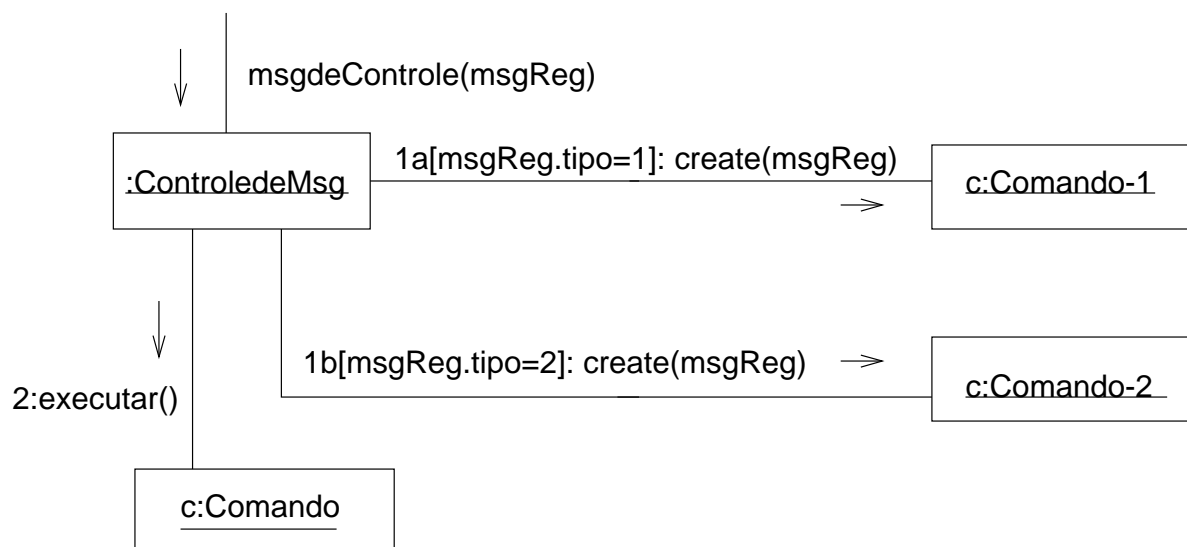 msgdeControle(msgReg)
1a[msgReg.tipo=1]: create(msgReg)
:ControledeMsg
c:Comando-1
1b[msgReg.tipo=2]: create(msgReg)
c:Comando-2
2:executar()
c:Comando